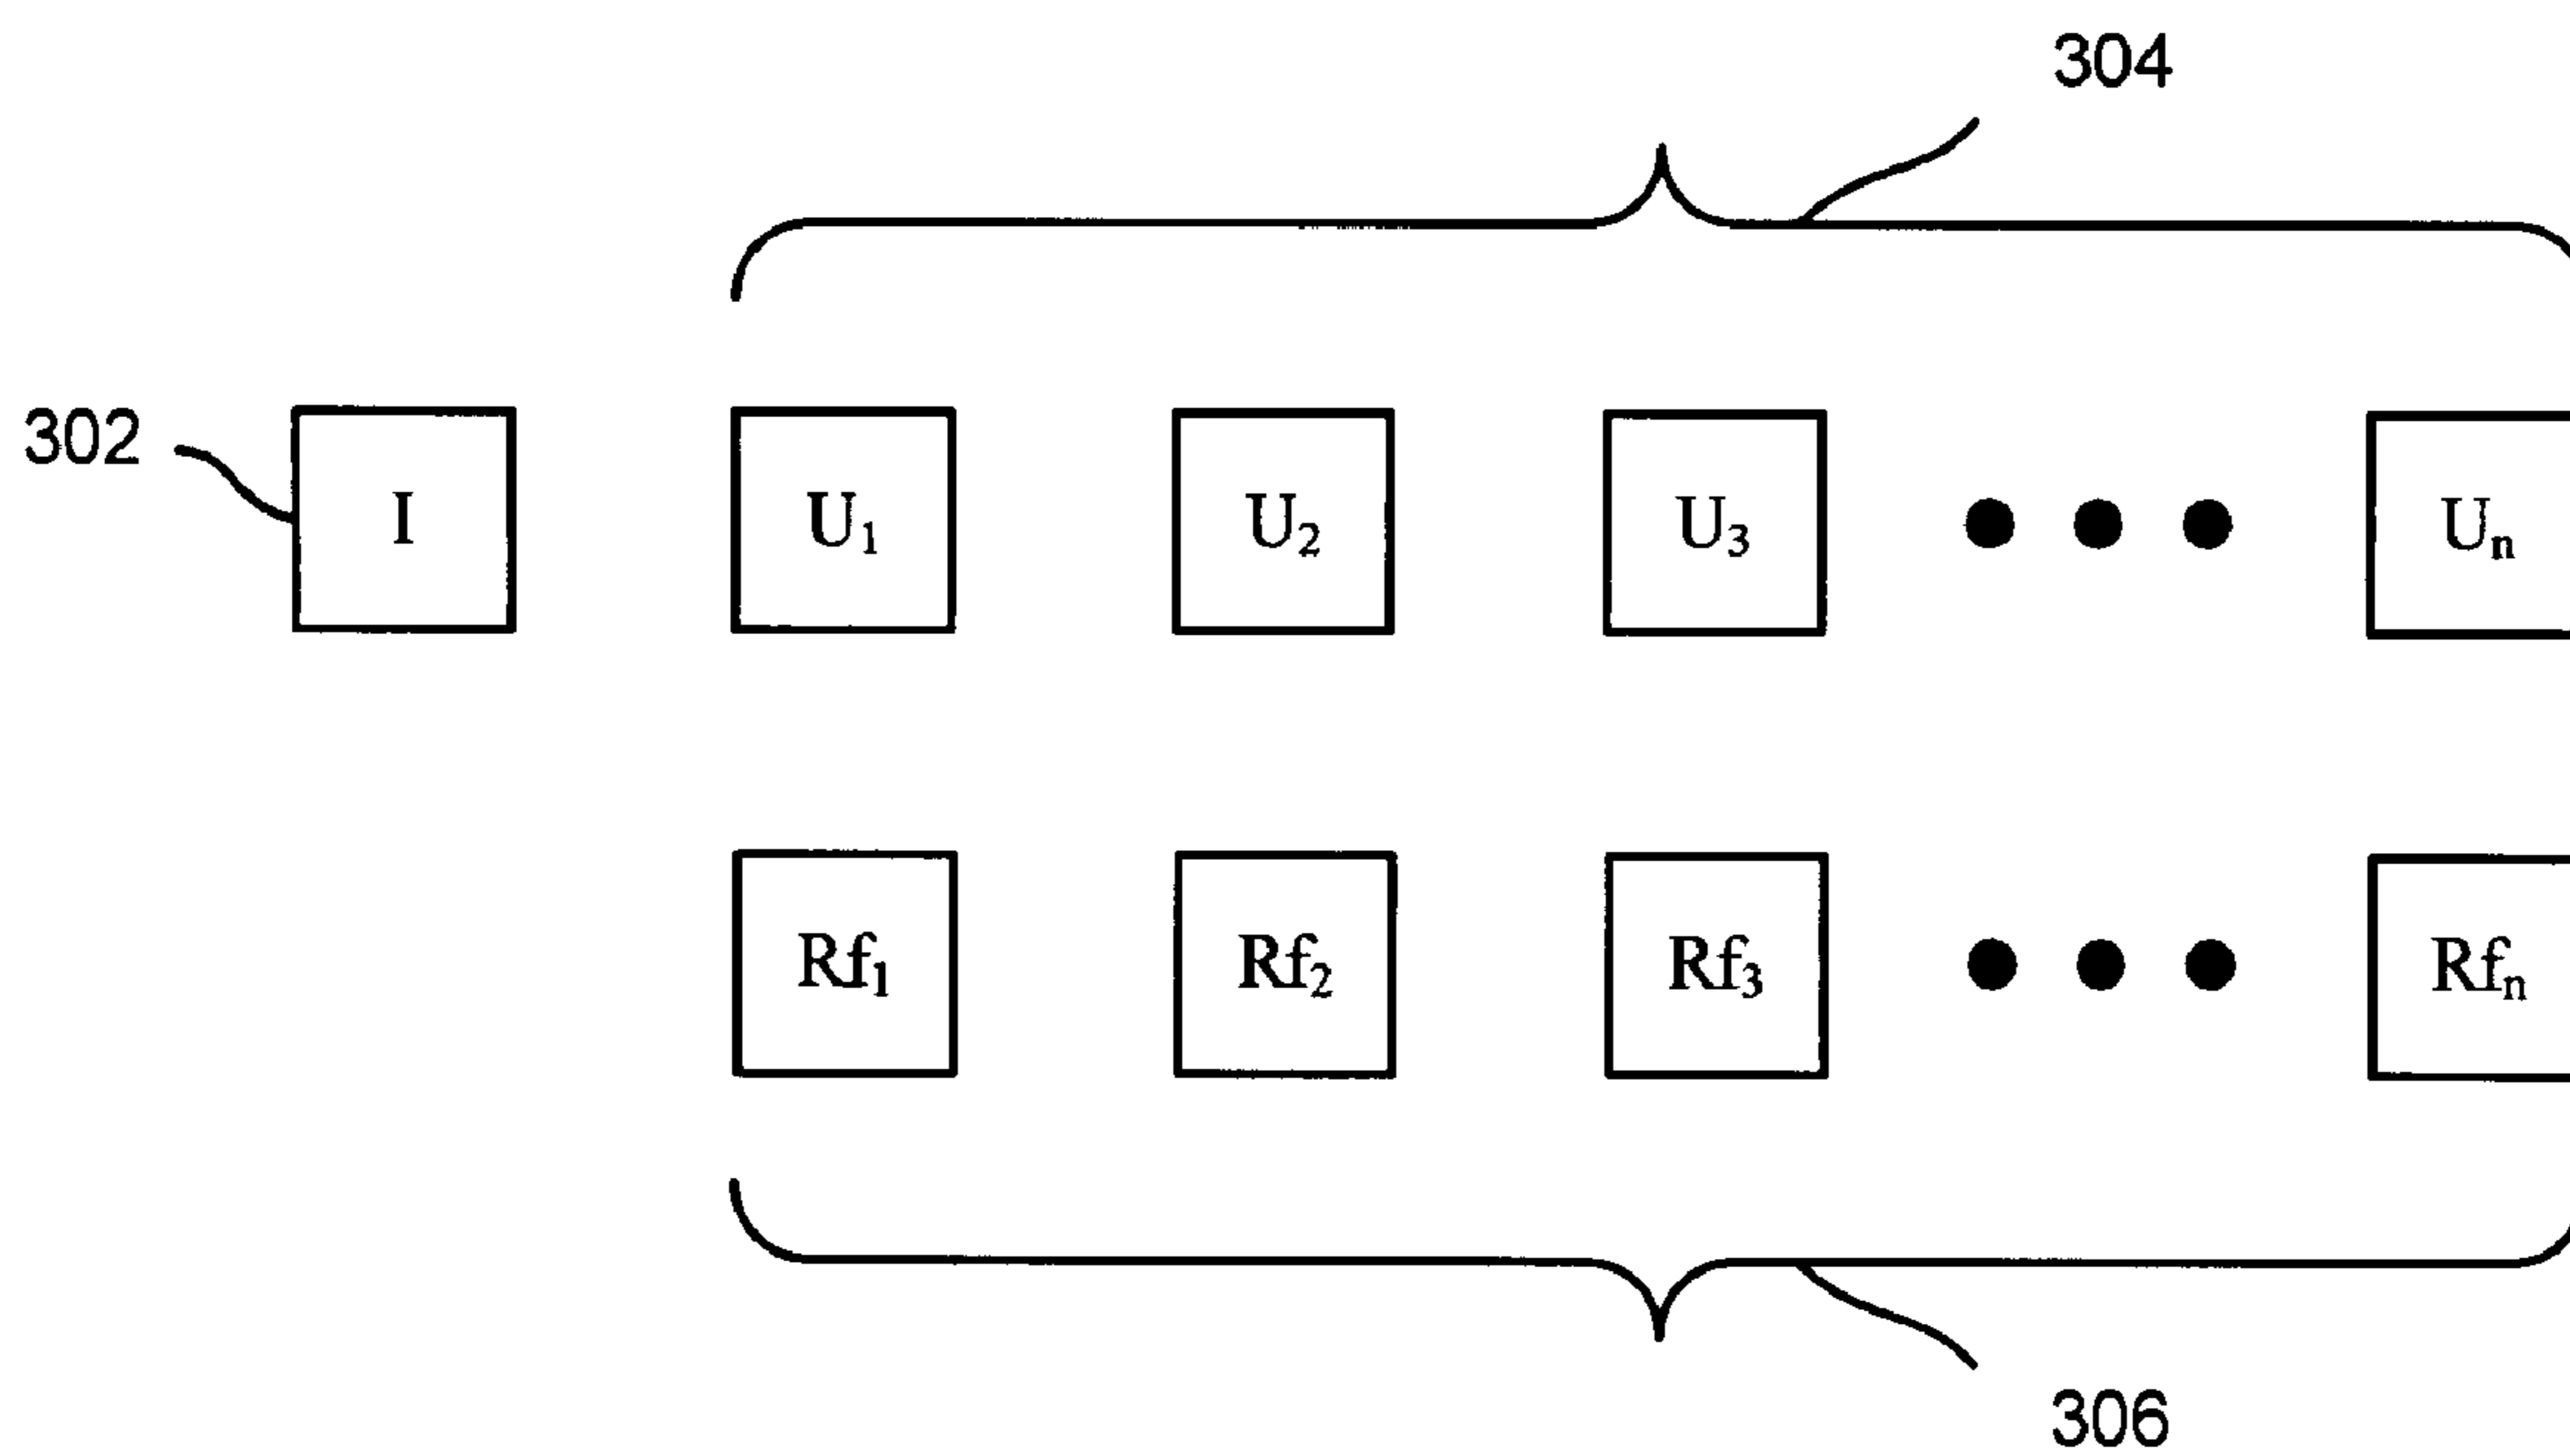 304
302 I U₁ U₂ U₃ ● ● ● Uₙ
Rf₁ Rf₂ Rf₃ ● ● ● Rfₙ
306